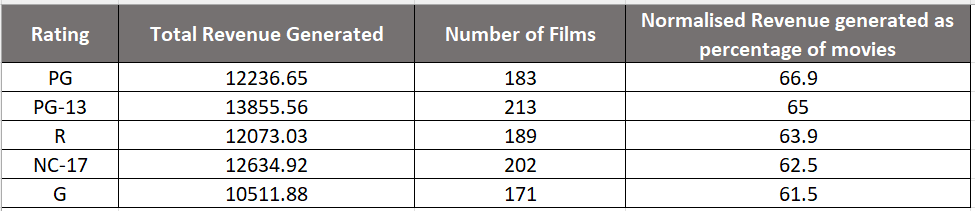 Rating Total Revenue Generated Number of Films Normalised Revenue generated as
percentage of movies
PG 12236.65 183 66.9
PG-13 13855.56 213 65
R 12073.03 189 63.9
NC-17 12634.92 202 62.5
G 10511.88 171 61.5